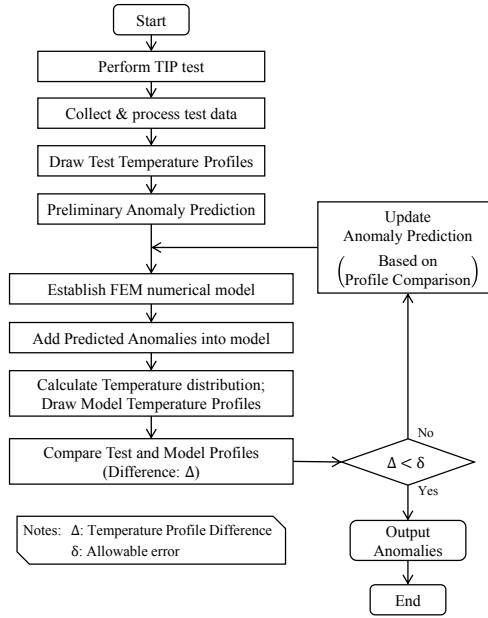 Start
Perform TIP test
Collect & process test data
Draw Test Temperature Profiles
Preliminary Anomaly Prediction
Update
Anomaly Prediction
(Based on
Profile Comparison)
Establish FEM numerical model
Add Predicted Anomalies into model
Calculate Temperature distribution;
Draw Model Temperature Profiles
Compare Test and Model Profiles
(Difference: Δ)
Δ < δ
No
Yes
Output
Anomalies
End
Notes: Δ: Temperature Profile Difference
δ: Allowable error